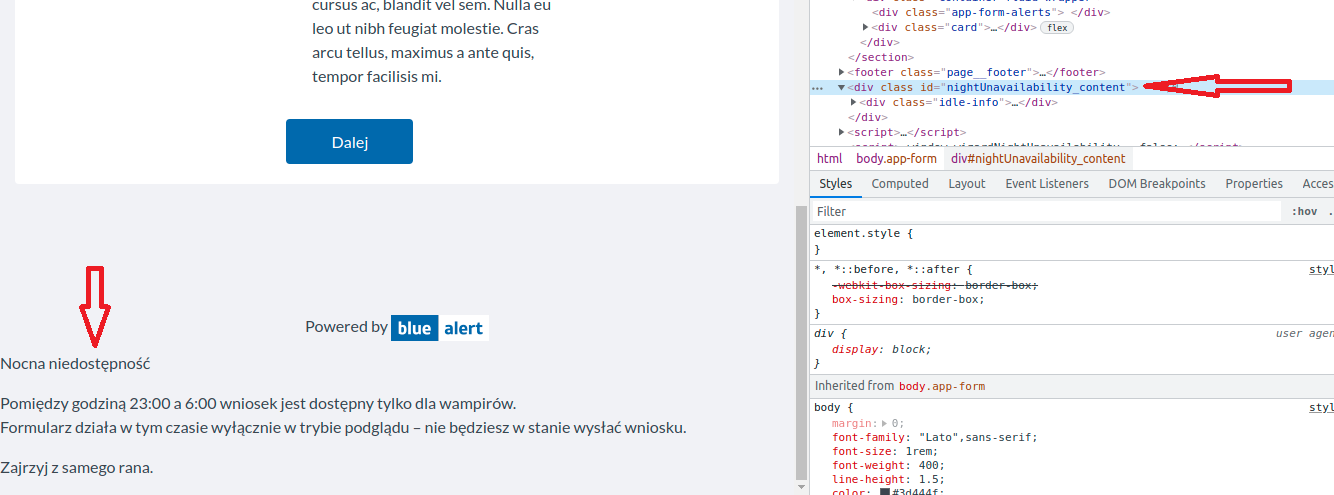 cursus ac, blandit vel sem. Nulla eu
leo ut nibh feugiat molestie. Cras
arcu tellus, maximus a ante quis,
tempor facilisis mi.
Dalej
Powered by blue alert
Nocna niedostępność
Pomiędzy godziną 23:00 a 6:00 wniosek jest dostępny tylko dla wampirów.
Formularz działa w tym czasie wyłącznie w trybie podglądu – nie będziesz w stanie wysłać wniosku.
Zajrzyj z samego rana.
<div class="app-form-alerts"> </div>
<div class="card">…</div> flex
</div>
</section>
<footer class="page__footer">…</footer>
<div class id="nightUnavailability_content">
<div class="idle-info">…</div>
</div>
<script>…</script>
html body.app-form div#nightUnavailability_content
Styles Computed Layout Event Listeners DOM Breakpoints Properties Acces
Filter :hov .
element.style {
}
*, *::before, *::after { styl
-webkit-box-sizing: border-box;
box-sizing: border-box;
}
div { user agen
display: block;
}
Inherited from body.app-form
body { styl
margin: 0;
font-family: "Lato",sans-serif;
font-size: 1rem;
font-weight: 400;
line-height: 1.5;
color: #3d444f;